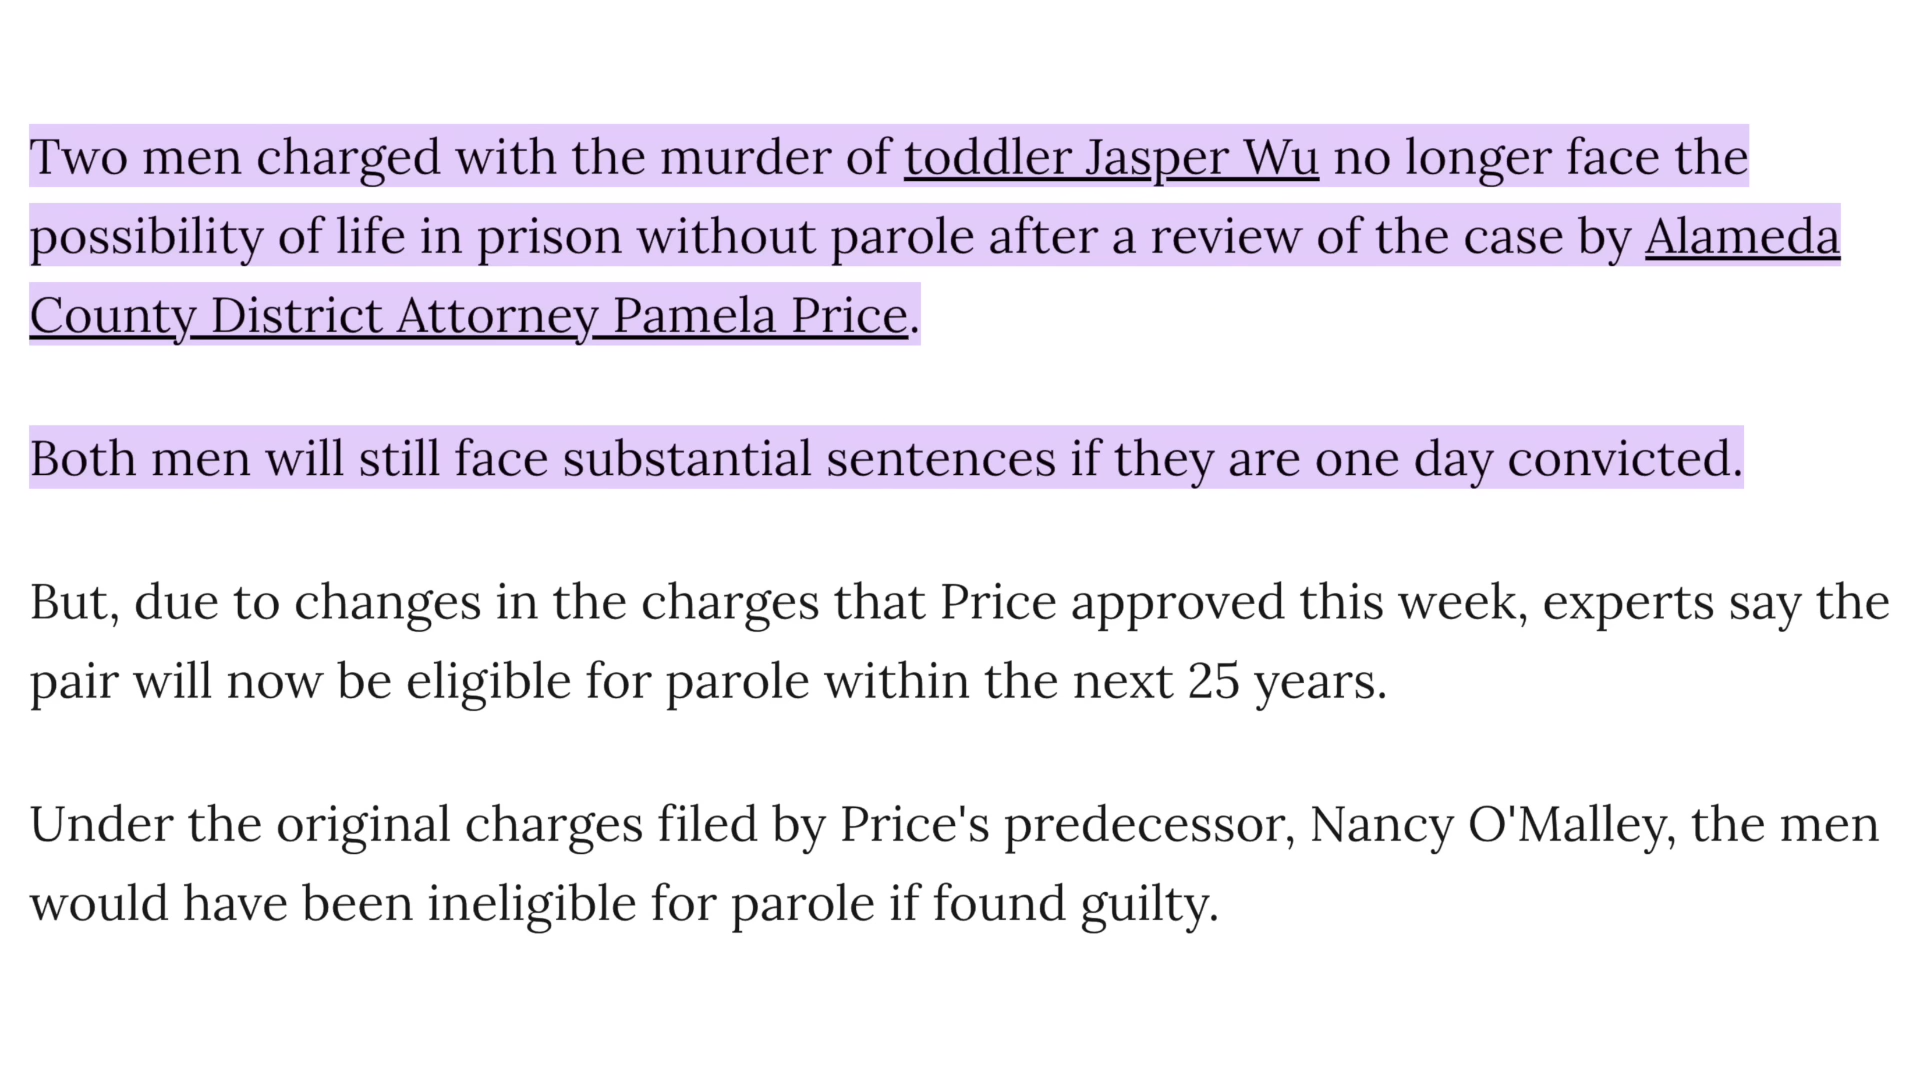 Two men charged with the murder of toddler Jasper Wu no longer face the
possibility of life in prison without parole after a review of the case by Alameda
County District Attorney Pamela Price.
Both men will still face substantial sentences if they are one day convicted.
But, due to changes in the charges that Price approved this week, experts say the
pair will now be eligible for parole within the next 25 years.
Under the original charges filed by Price's predecessor, Nancy O'Malley, the men
would have been ineligible for parole if found guilty.